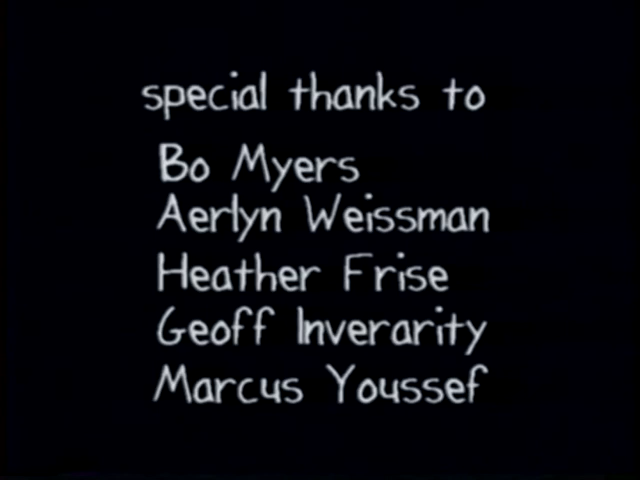 special thanks to
Bo Myers
Aerlyn Weissman
Heather Frise
Geoff Inverarity
Marcus Youssef